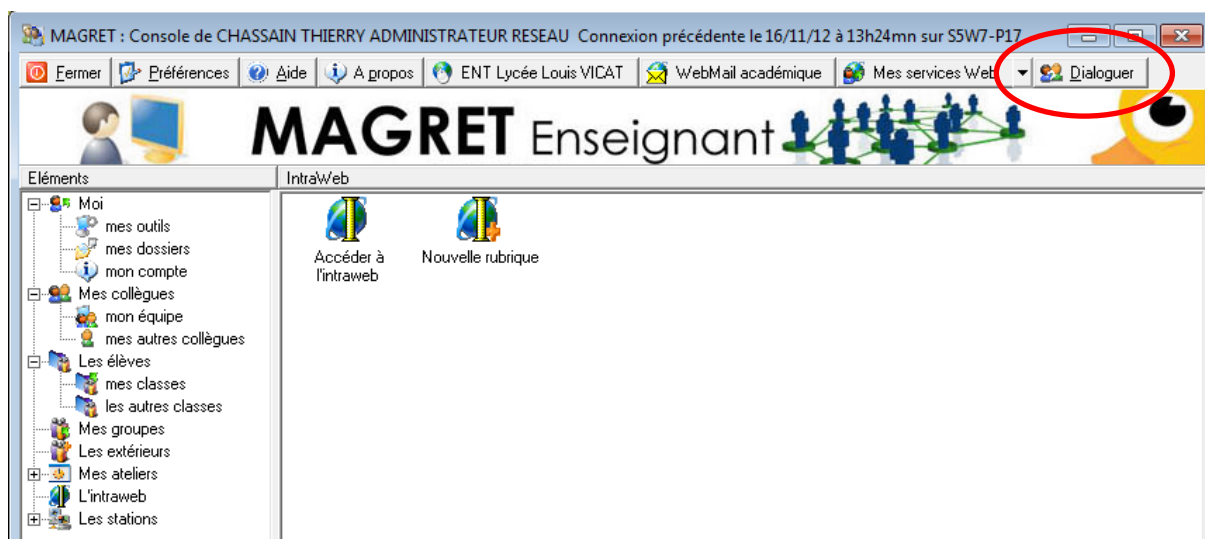 MAGRET : Console de CHASSAIN THIERRY ADMINISTRATEUR RESEAU Connexion précédente le 16/11/12 à 13h24mn sur S5W7-P17
Fermer Préférences Aide A propos ENT Lycée Louis VICAT WebMail académique Mes services Web Dialoguer
MAGRET Enseignant
Eléments IntraWeb
Moi
mes outils
mes dossiers
mon compte
Mes collègues
mon équipe
mes autres collègues
Les élèves
mes classes
les autres classes
Mes groupes
Les extérieurs
Mes ateliers
L'intraweb
Les stations
Accéder à
l'intraweb
Nouvelle rubrique